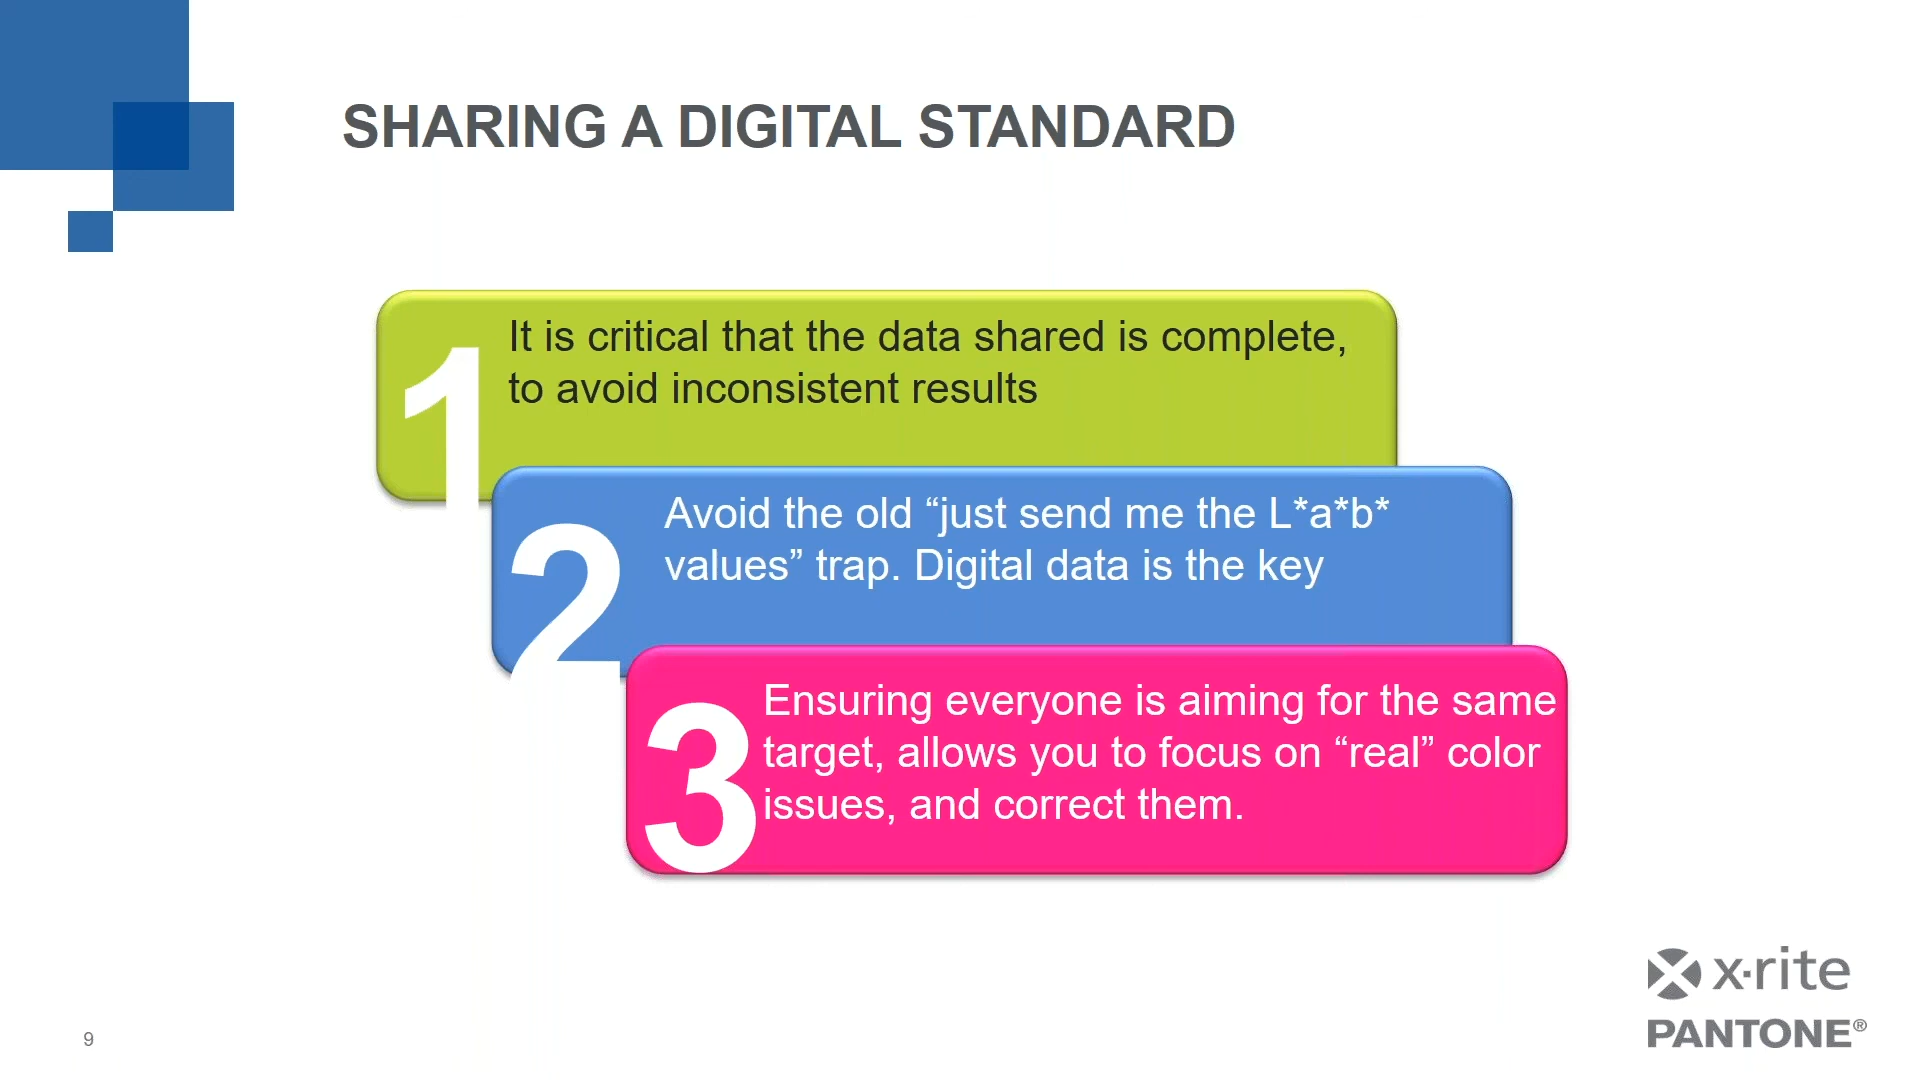 SHARING A DIGITAL STANDARD
1
It is critical that the data shared is complete,
to avoid inconsistent results
2
Avoid the old “just send me the L*a*b*
values” trap. Digital data is the key
3
Ensuring everyone is aiming for the same
target, allows you to focus on “real” color
issues, and correct them.
x·rite
PANTONE®
9